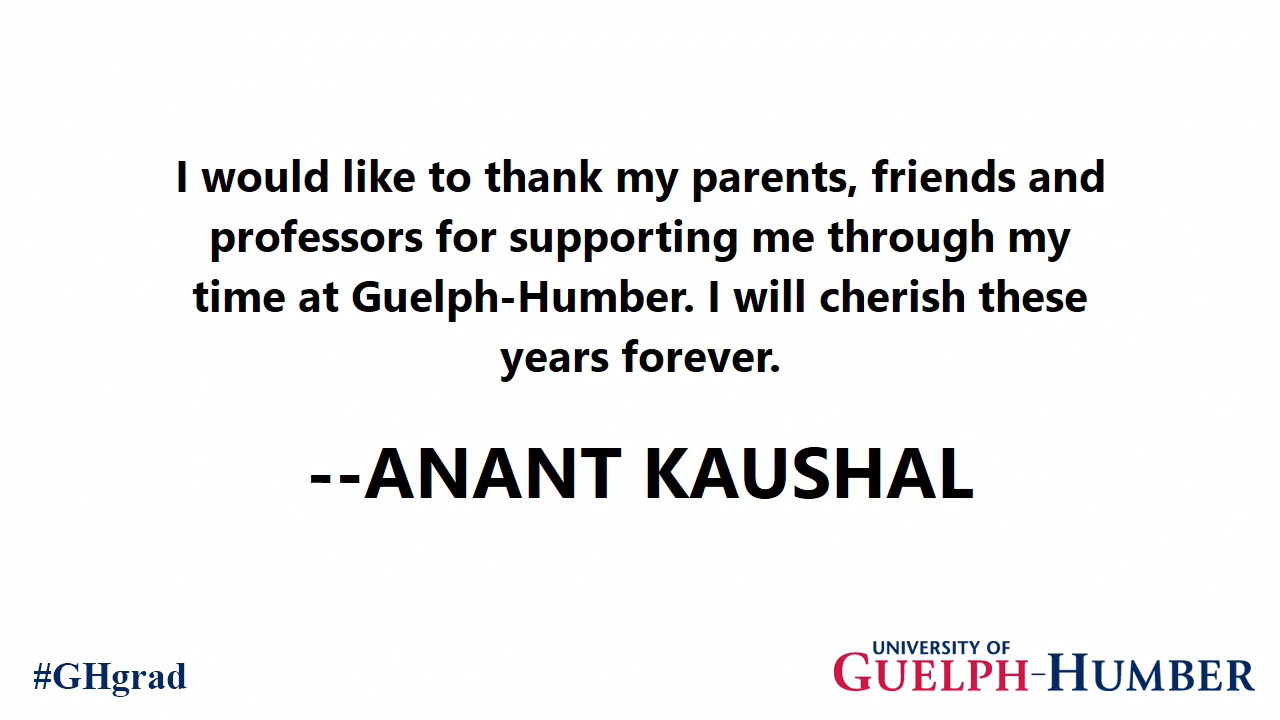 I would like to thank my parents, friends and
professors for supporting me through my
time at Guelph-Humber. I will cherish these
years forever.
--ANANT KAUSHAL
#GHgrad
UNIVERSITY OF
GUELPH-HUMBER